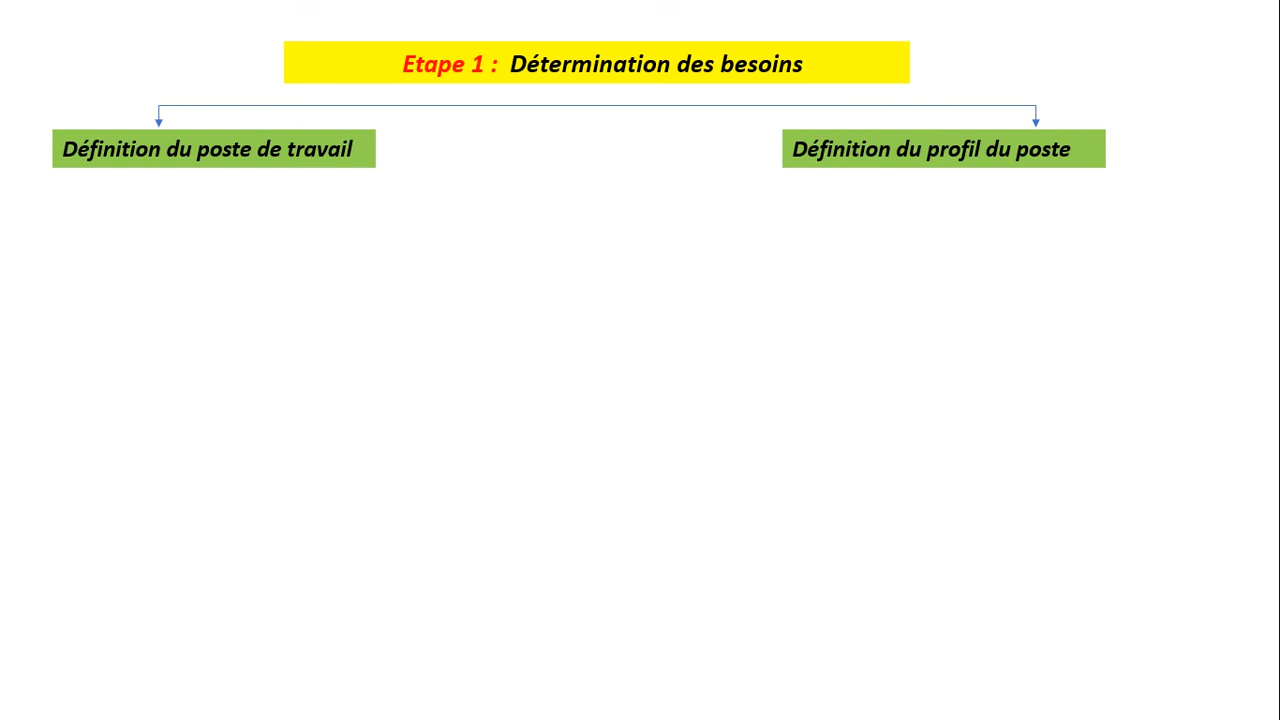 Etape 1 : Détermination des besoins
Définition du poste de travail
Définition du profil du poste